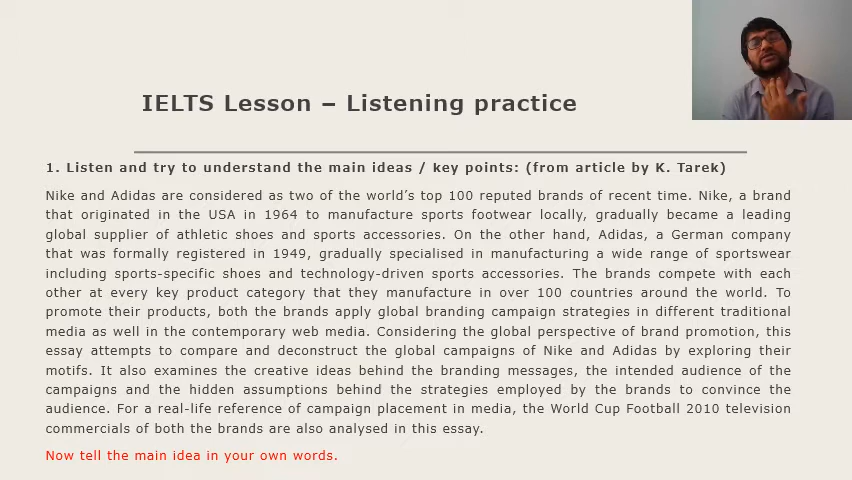 IELTS Lesson – Listening practice
1. Listen and try to understand the main ideas / key points: (from article by K. Tarek)
Nike and Adidas are considered as two of the world's top 100 reputed brands of recent time. Nike, a brand
that originated in the USA in 1964 to manufacture sports footwear locally, gradually became a leading
global supplier of athletic shoes and sports accessories. On the other hand, Adidas, a German company
that was formally registered in 1949, gradually specialised in manufacturing a wide range of sportswear
including sports-specific shoes and technology-driven sports accessories. The brands compete with each
other at every key product category that they manufacture in over 100 countries around the world. To
promote their products, both the brands apply global branding campaign strategies in different traditional
media as well in the contemporary web media. Considering the global perspective of brand promotion, this
essay attempts to compare and deconstruct the global campaigns of Nike and Adidas by exploring their
motifs. It also examines the creative ideas behind the branding messages, the intended audience of the
campaigns and the hidden assumptions behind the strategies employed by the brands to convince the
audience. For a real-life reference of campaign placement in media, the World Cup Football 2010 television
commercials of both the brands are also analysed in this essay.
Now tell the main idea in your own words.